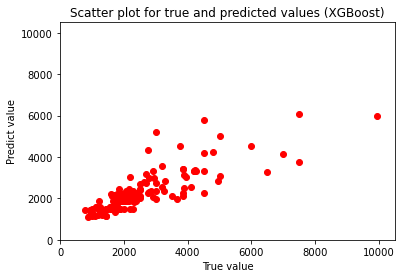 Scatter plot for true and predicted values (XGBoost)
10000
8000
6000
4000
2000
0
Predict value
0 2000 4000 6000 8000 10000
True value